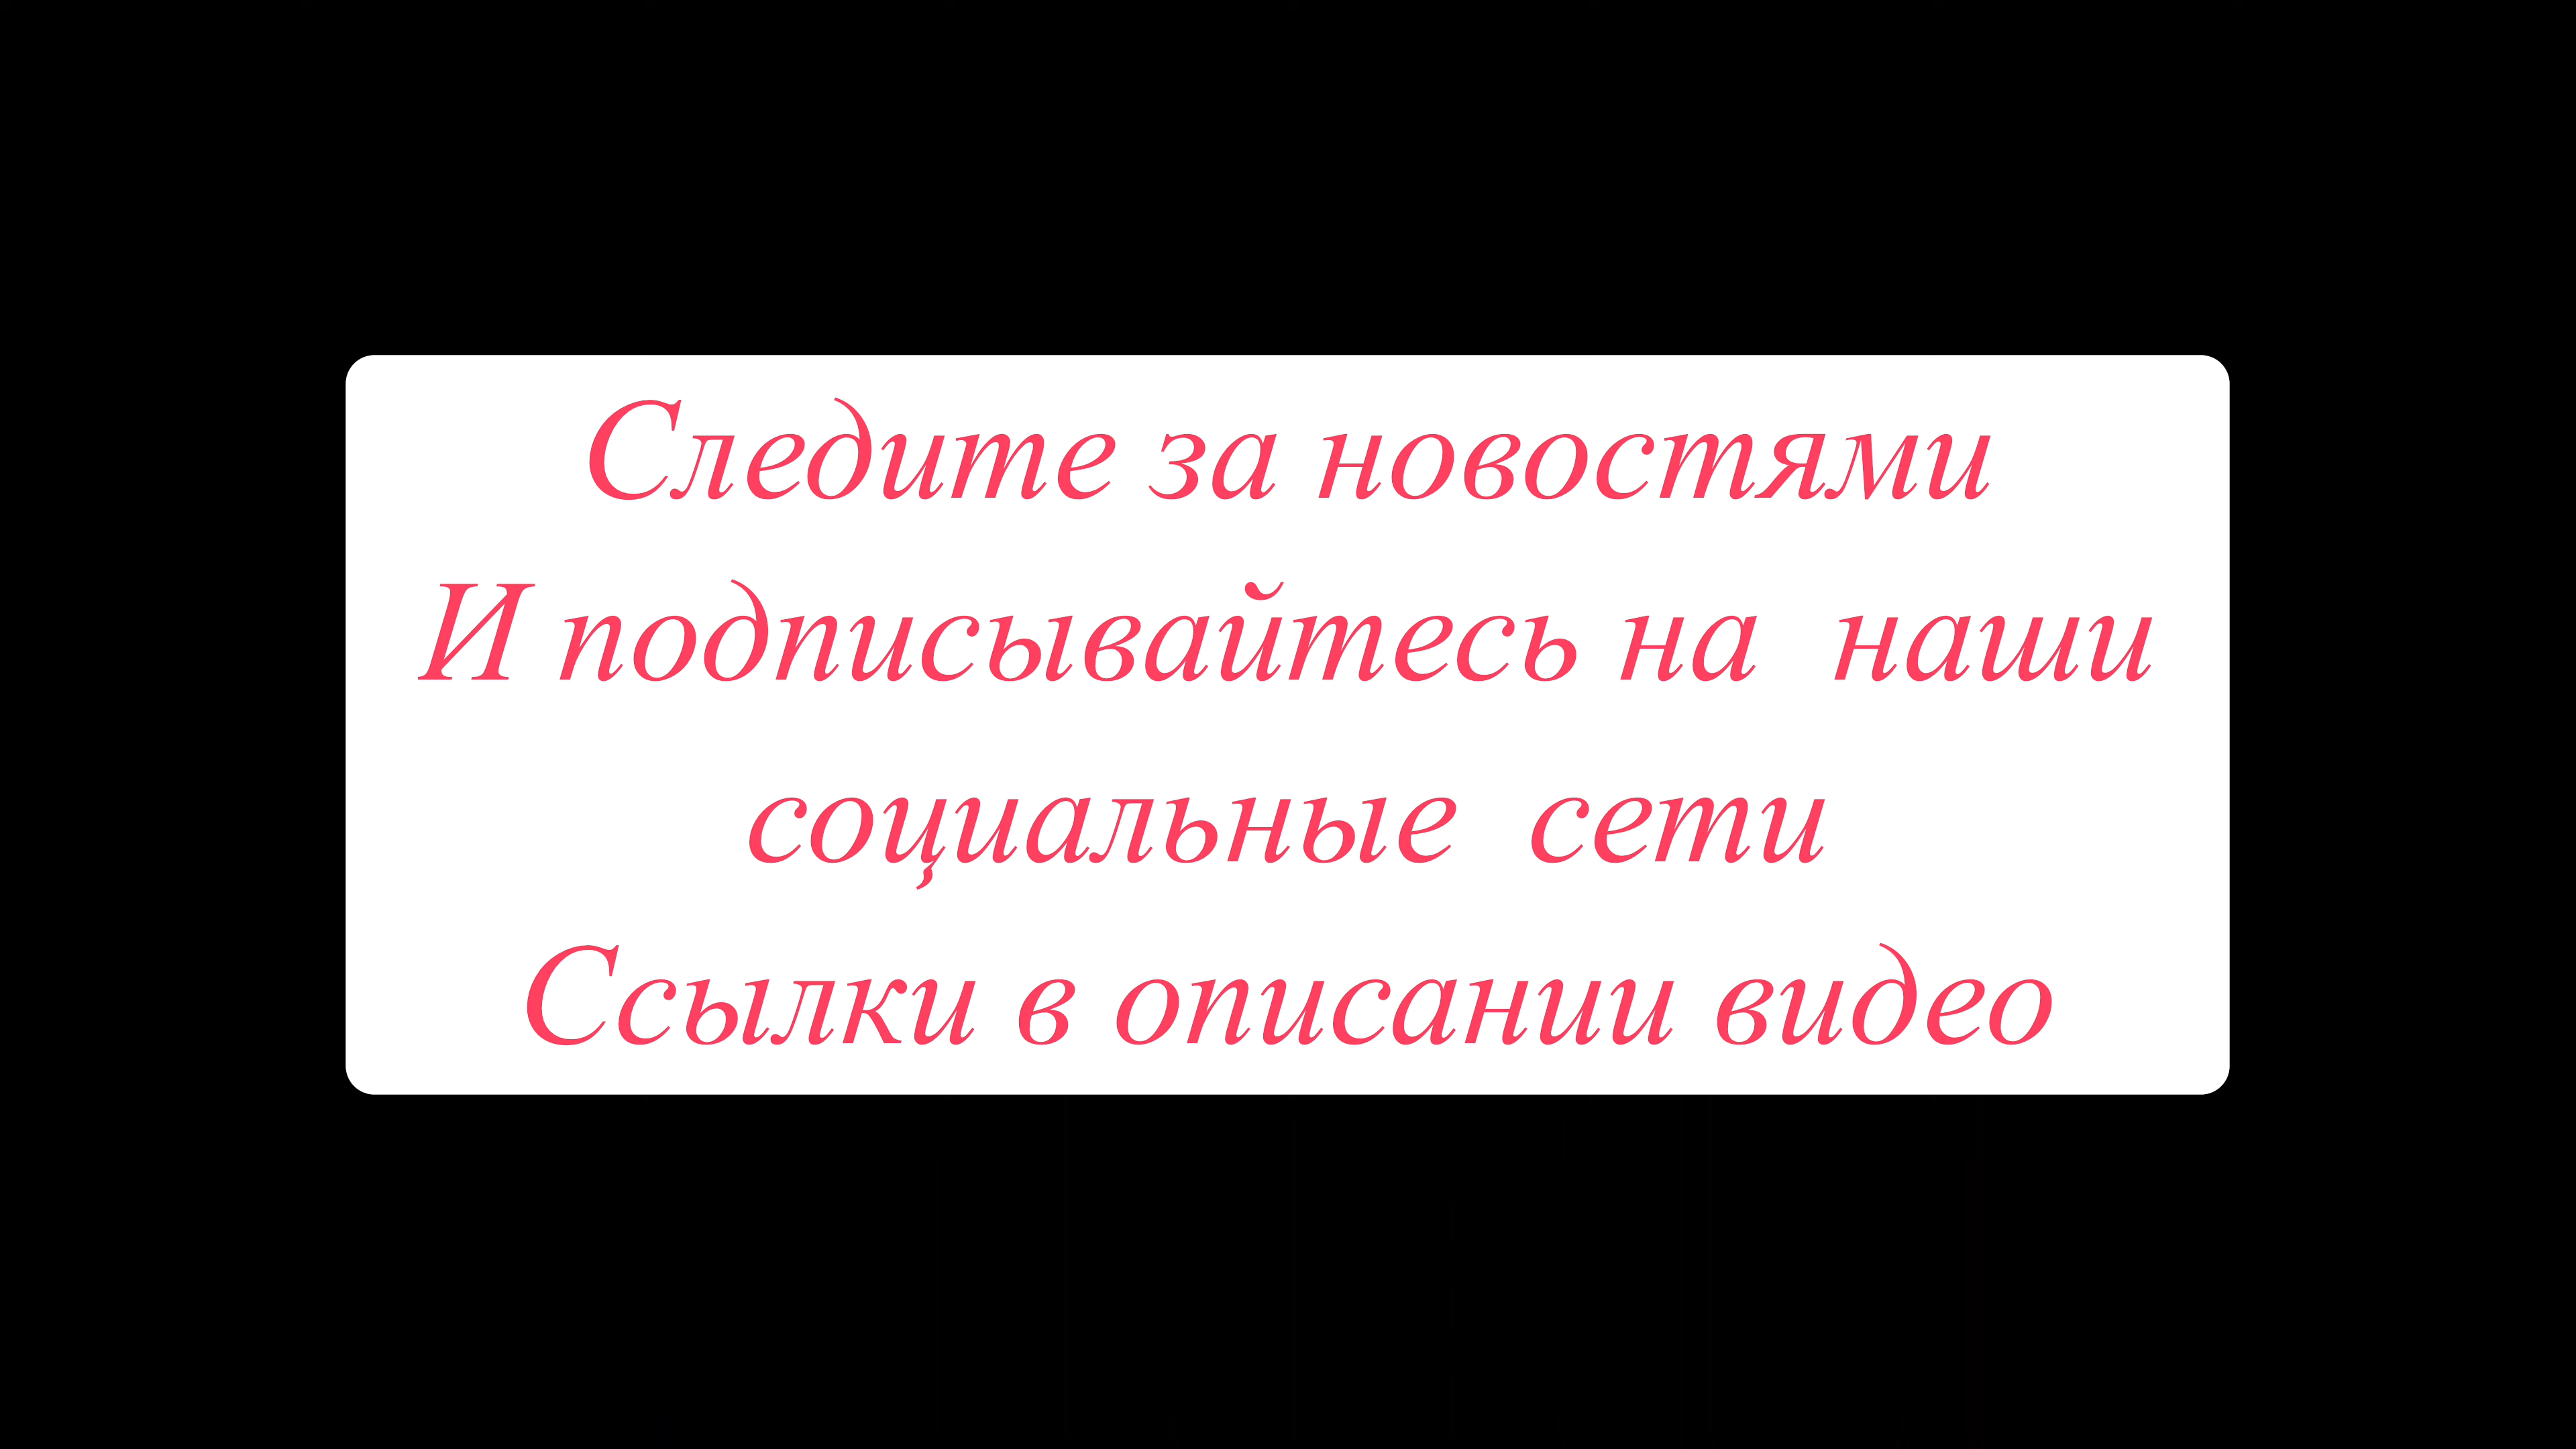 Следите за новостями
И подписывайтесь на  наши
социальные  сети
Ссылки в описании видео